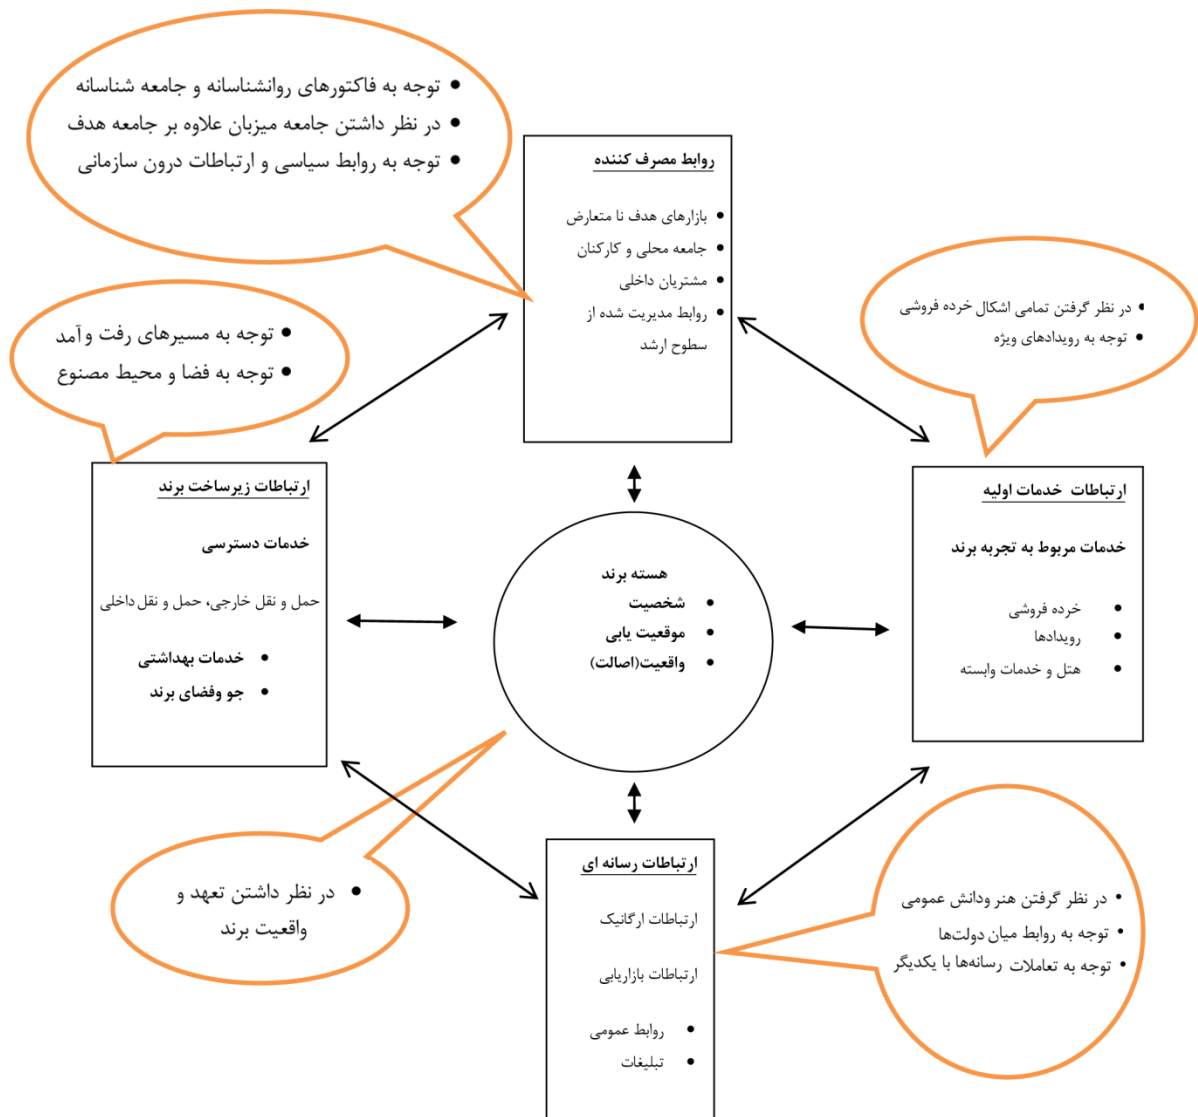 • توجه به فاکتورهای روانشناسانه و جامعه شناسانه
• در نظر داشتن جامعه میزبان علاوه بر جامعه هدف
• توجه به روابط سیاسی و ارتباطات درون سازمانی
روابط مصرف کننده
• بازارهای هدف نا متعارض
• جامعه محلی و کارکنان
• مشتریان داخلی
• روابط مدیریت شده از
سطوح ارشد
• در نظر گرفتن تمامی اشکال خرده فروشی
• توجه به رویدادهای ویژه
• توجه به مسیرهای رفت و آمد
• توجه به فضا و محیط مصنوع
ارتباطات خدمات اولیه
خدمات مربوط به تجربه برند
• خرده فروشی
• رویدادها
• هتل و خدمات وابسته
هسته برند
• شخصیت
• موقعیت یابی
• واقعیت(اصالت)
ارتباطات زیرساخت برند
خدمات دسترسی
حمل و نقل خارجی، حمل و نقل داخلی
• خدمات بهداشتی
• جو وفضای برند
• در نظر داشتن تعهد و
واقعیت برند
ارتباطات رسانه ای
ارتباطات ارگانیک
ارتباطات بازاریابی
• روابط عمومی
• تبلیغات
• در نظر گرفتن هنر ودانش عمومی
• توجه به روابط میان دولت‌ها
• توجه به تعاملات رسانه‌ها با یکدیگر